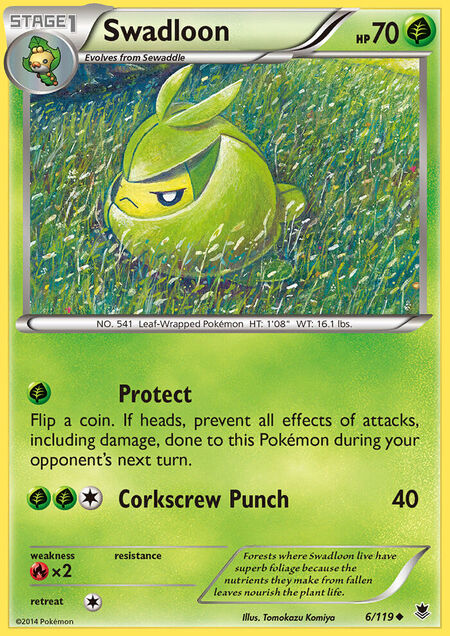 STAGE1
Swadloon
HP70
Evolves from Sewaddle
NO. 541 Leaf-Wrapped Pokémon HT: 1'08" WT: 16.1 lbs.
Protect
Flip a coin. If heads, prevent all effects of attacks,
including damage, done to this Pokémon during your
opponent's next turn.
Corkscrew Punch 40
weakness resistance
×2
retreat
Forests where Swadloon live have
superb foliage because the
nutrients they make from fallen
leaves nourish the plant life.
©2014 Pokémon Illus. Tomokazu Komiya 6/119